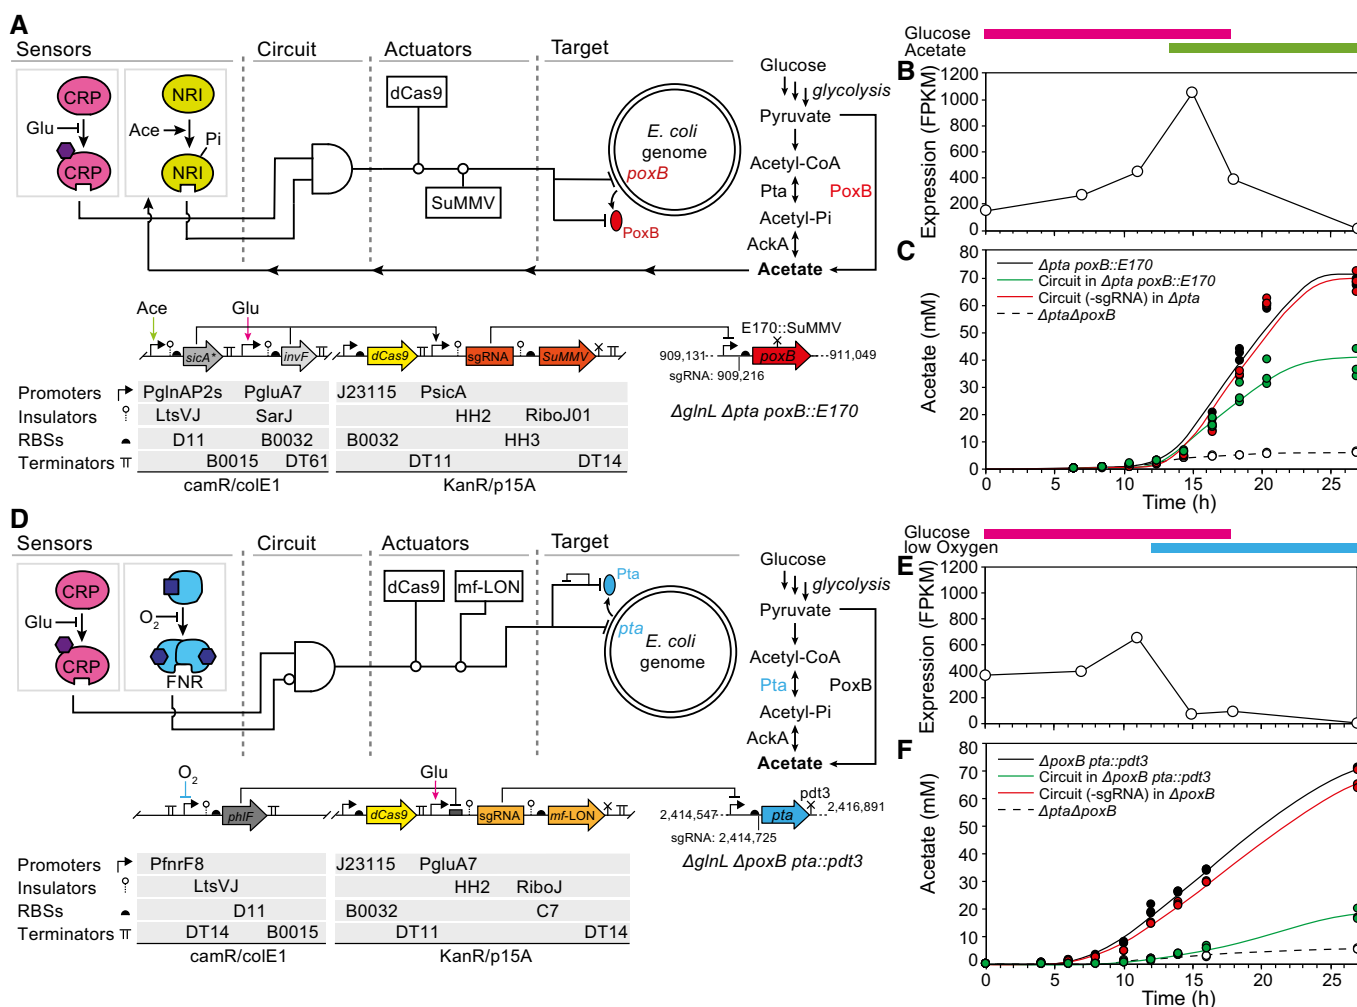 A
Sensors
Circuit
Actuators
Target
CRP
Glu
CRP
NRI
Ace
Pi
NRI
dCas9
SuMMV
E. coli
genome
poxB
PoxB
Glucose
glycolysis
Pyruvate
Acetyl-CoA
Pta
PoxB
Acetyl-Pi
AckA
Acetate
Ace
Glu
sicA*
invF
dCas9
sgRNA
SuMMV
E170::SuMMV
909,131
poxB
911,049
sgRNA: 909,216
ΔglnL Δpta poxB::E170
Promoters
PglnAP2s
PgluA7
J23115
PsicA
Insulators
LtsVJ
SarJ
HH2
RiboJ01
RBSs
D11
B0032
B0032
HH3
Terminators
B0015
DT61
DT11
DT14
camR/colE1
KanR/p15A
Glucose
Acetate
B
Expression (FPKM)
1200
1000
800
600
400
200
0
C
Acetate (mM)
80
70
60
50
40
30
20
10
0
Δpta poxB::E170
Circuit in Δpta poxB::E170
Circuit (-sgRNA) in Δpta
ΔptaΔpoxB
0
5
10
15
20
25
Time (h)
D
Sensors
Circuit
Actuators
Target
CRP
Glu
CRP
O2
FNR
dCas9
mf-LON
Pta
pta
E. coli
genome
Glucose
glycolysis
Pyruvate
Acetyl-CoA
Pta
PoxB
Acetyl-Pi
AckA
Acetate
O2
Glu
phlF
dCas9
sgRNA
mf-LON
pdt3
2,414,547
pta
2,416,891
sgRNA: 2,414,725
ΔglnL ΔpoxB pta::pdt3
Promoters
PfnrF8
J23115
PgluA7
Insulators
LtsVJ
HH2
RiboJ
RBSs
D11
B0032
C7
Terminators
DT14
B0015
DT11
DT14
camR/colE1
KanR/p15A
Glucose
low Oxygen
E
Expression (FPKM)
1200
1000
800
600
400
200
0
F
Acetate (mM)
80
70
60
50
40
30
20
10
0
ΔpoxB pta::pdt3
Circuit in ΔpoxB pta::pdt3
Circuit (-sgRNA) in ΔpoxB
ΔptaΔpoxB
0
5
10
15
20
25
Time (h)